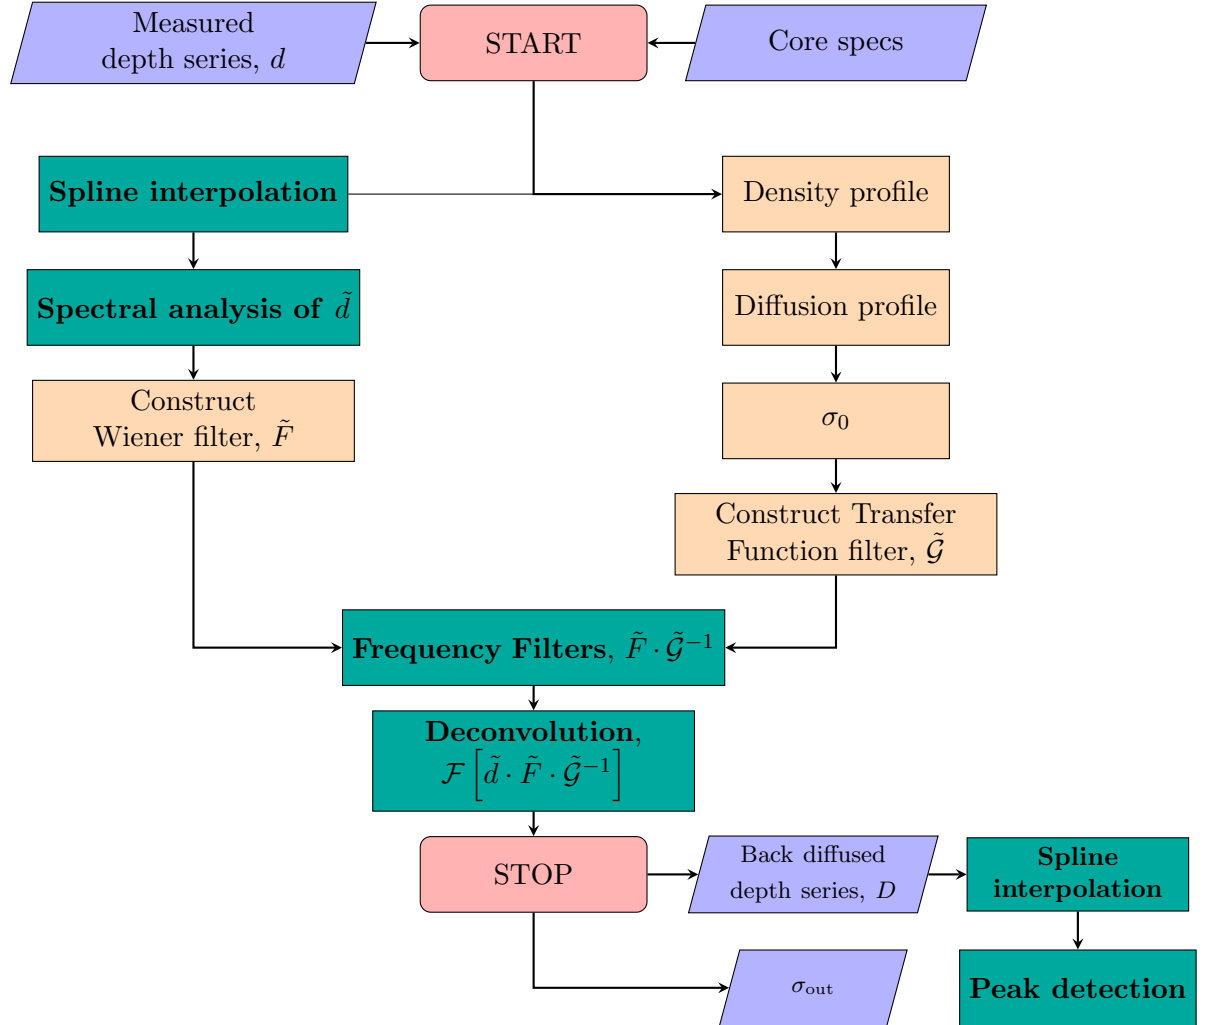 Measured
depth series, d
START
Core specs
Spline interpolation
Density profile
Spectral analysis of d̃
Diffusion profile
Construct
Wiener filter, F̃
σ₀
Construct Transfer
Function filter, 𝒢̃
Frequency Filters, F̃ · 𝒢̃⁻¹
Deconvolution,
ℱ [d̃ · F̃ · 𝒢̃⁻¹]
STOP
Back diffused
depth series, D
Spline
interpolation
σout
Peak detection